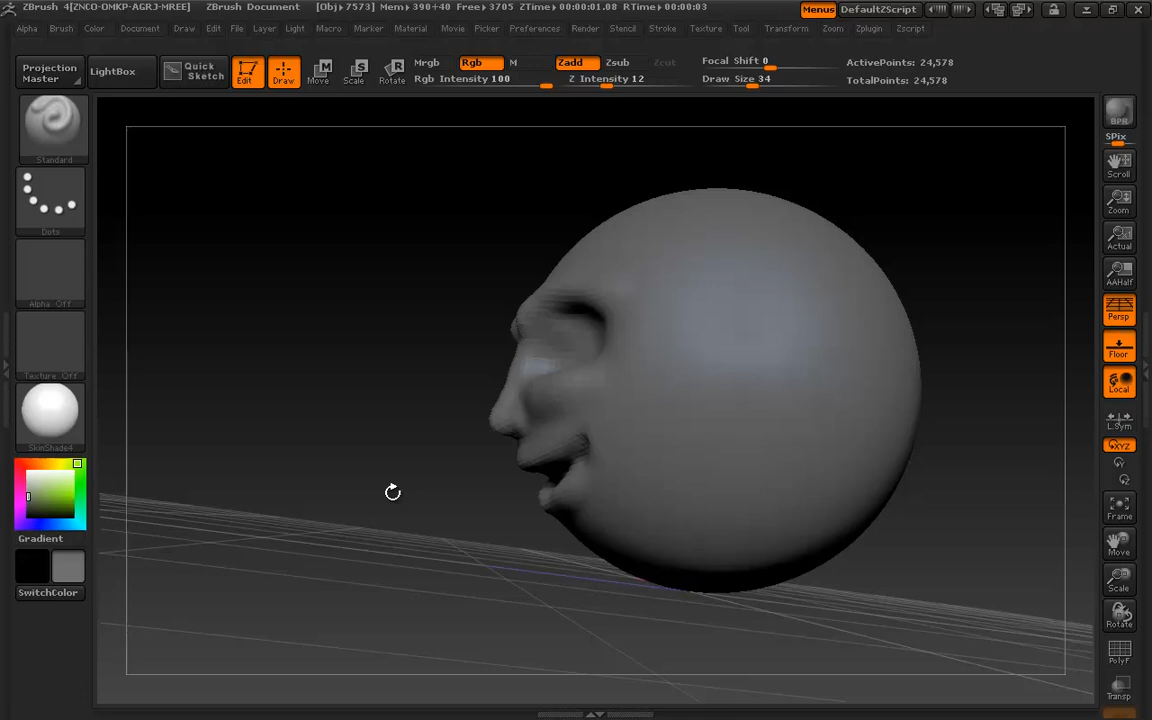 ZBrush 4[ZNCO-OMKP-AGRJ-MREE] ZBrush Document [Obj▸7573] Mem▸390+40 Free▸3705 ZTime▸00:00:01.08 RTime▸00:00:03 Menus DefaultZScript
Alpha Brush Color Document Draw Edit File Layer Light Macro Marker Material Movie Picker Preferences Render Stencil Stroke Texture Tool Transform Zoom Zplugin Zscript
Projection Master
LightBox
Quick Sketch
Edit Draw Move Scale Rotate
Mrgb Rgb M Zadd Zsub Zcut Focal Shift 0 ActivePoints: 24,578
Rgb Intensity 100 Z Intensity 12 Draw Size 34 TotalPoints: 24,578
Standard
Dots
Alpha Off
Texture Off
SkinShade4
Gradient
SwitchColor
BPR
SPix
Scroll
Zoom
Actual
AAHalf
Persp
Floor
Local
L.Sym
XYZ
Frame
Move
Scale
Rotate
PolyF
Transp